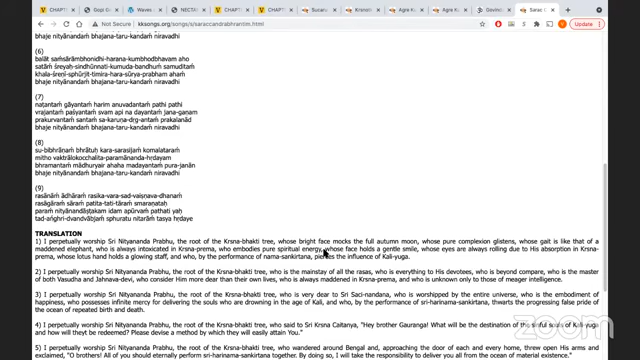 CHAPT
Gopi G
Waves
NECTA
CHAPT
CHAPT
Sucaru
Krsnali
Agre K
Agre K
Govind
Sarac C
Not Secure | kksongs.org/songs/s/saraccandrabhrantim.html
Update
bhaje nityānandaṁ bhajana-taru-kandaṁ niravadhi
(6)
balāt saṁsārāmbhonidhi-harana-kumbhodbhavam aho
satāṁ śreyaḥ-sindhūnnati-kumuda-bandhuṁ samuditaṁ
khala-śreṇī-sphūrjit-timira-hara-sūrya-prabham ahaṁ
bhaje nityānandaṁ bhajana-taru-kandaṁ niravadhi
(7)
naṭantaṁ gāyantaṁ harim anuvadantaṁ pathi pathi
vrajantaṁ paśyantaṁ svam api na dayantaṁ jana-gaṇam
prakurvantaṁ santaṁ sa-karuṇa-dṛg-antaṁ prakalanād
bhaje nityānandaṁ bhajana-taru-kandaṁ niravadhi
(8)
su-bibhrāṇaṁ bhrātuḥ kara-sarasijaṁ komalataraṁ
mitho vaktrālokocchalita-paramānanda-hṛdayam
bhramantaṁ mādhuryair ahaha madayantaṁ pura-janān
bhaje nityānandaṁ bhajana-taru-kandaṁ niravadhi
(9)
rasānāṁ ādhāraṁ rasika-vara-sad-vaiṣṇava-dhanaṁ
rasāgāraṁ sāraṁ patita-tati-tāraṁ smaraṇataḥ
paraṁ nityānandāṣṭakam idam apūrvaṁ paṭhati yaḥ
tad-aṅghri-dvandvābjaṁ sphuratu nitarāṁ tasya hṛdaye
TRANSLATION
1) I perpetually worship Sri Nityananda Prabhu, the root of the Krsna-bhakti tree, whose bright face mocks the full autumn moon, whose pure complexion glistens, whose gait is like that of a
maddened elephant, who is always intoxicated in Krsna-prema, who embodies pure spiritual energy, whose face holds a gentle smile, whose eyes are always rolling due to His absorption in Krsna-
prema, whose lotus hand holds a glowing staff, and who, by the performance of nama-sankirtana, pierces the influence of Kali-yuga.
2) I perpetually worship Sri Nityananda Prabhu, the root of the Krsna-bhakti tree, who is the mainstay of all the rasas, who is everything to His devotees, who is beyond compare, who is the master
of both Vasudha and Jahnava-devi, who consider Him more dear than their own lives, who is always maddened in Krsna-prema, and who is unknown only to those of meager intelligence.
3) I perpetually worship Sri Nityananda Prabhu, the root of the Krsna-bhakti tree, who is very dear to Sri Saci-nandana, who is worshipped by the entire universe, who is the embodiment of
happiness, who possesses infinite mercy for delivering the souls who are drowning in the age of Kali, and who, by the performance of sri-harinama-sankirtana, thwarts the progressing false pride of
the ocean of repeated birth and death.
4) I perpetually worship Sri Nityananda Prabhu, the root of the Krsna-bhakti tree, who said to Sri Krsna Caitanya, "Hey brother Gauranga! What will be the destination of the sinful souls of Kali-yuga
and how will theyt be redeemed? Please devise a method by which they will easily attain You."
5) I perpetually worship Sri Nityananda Prabhu, the root of the Krsna-bhakti tree, who wandered around Bengal and, approaching the door of each and every home, threw open His arms and
exclaimed, "O brothers! All of you should eternally perform sri-harinama-sankirtana together. By doing so, I will take the responsibility to deliver you all from the ocean of material existence.